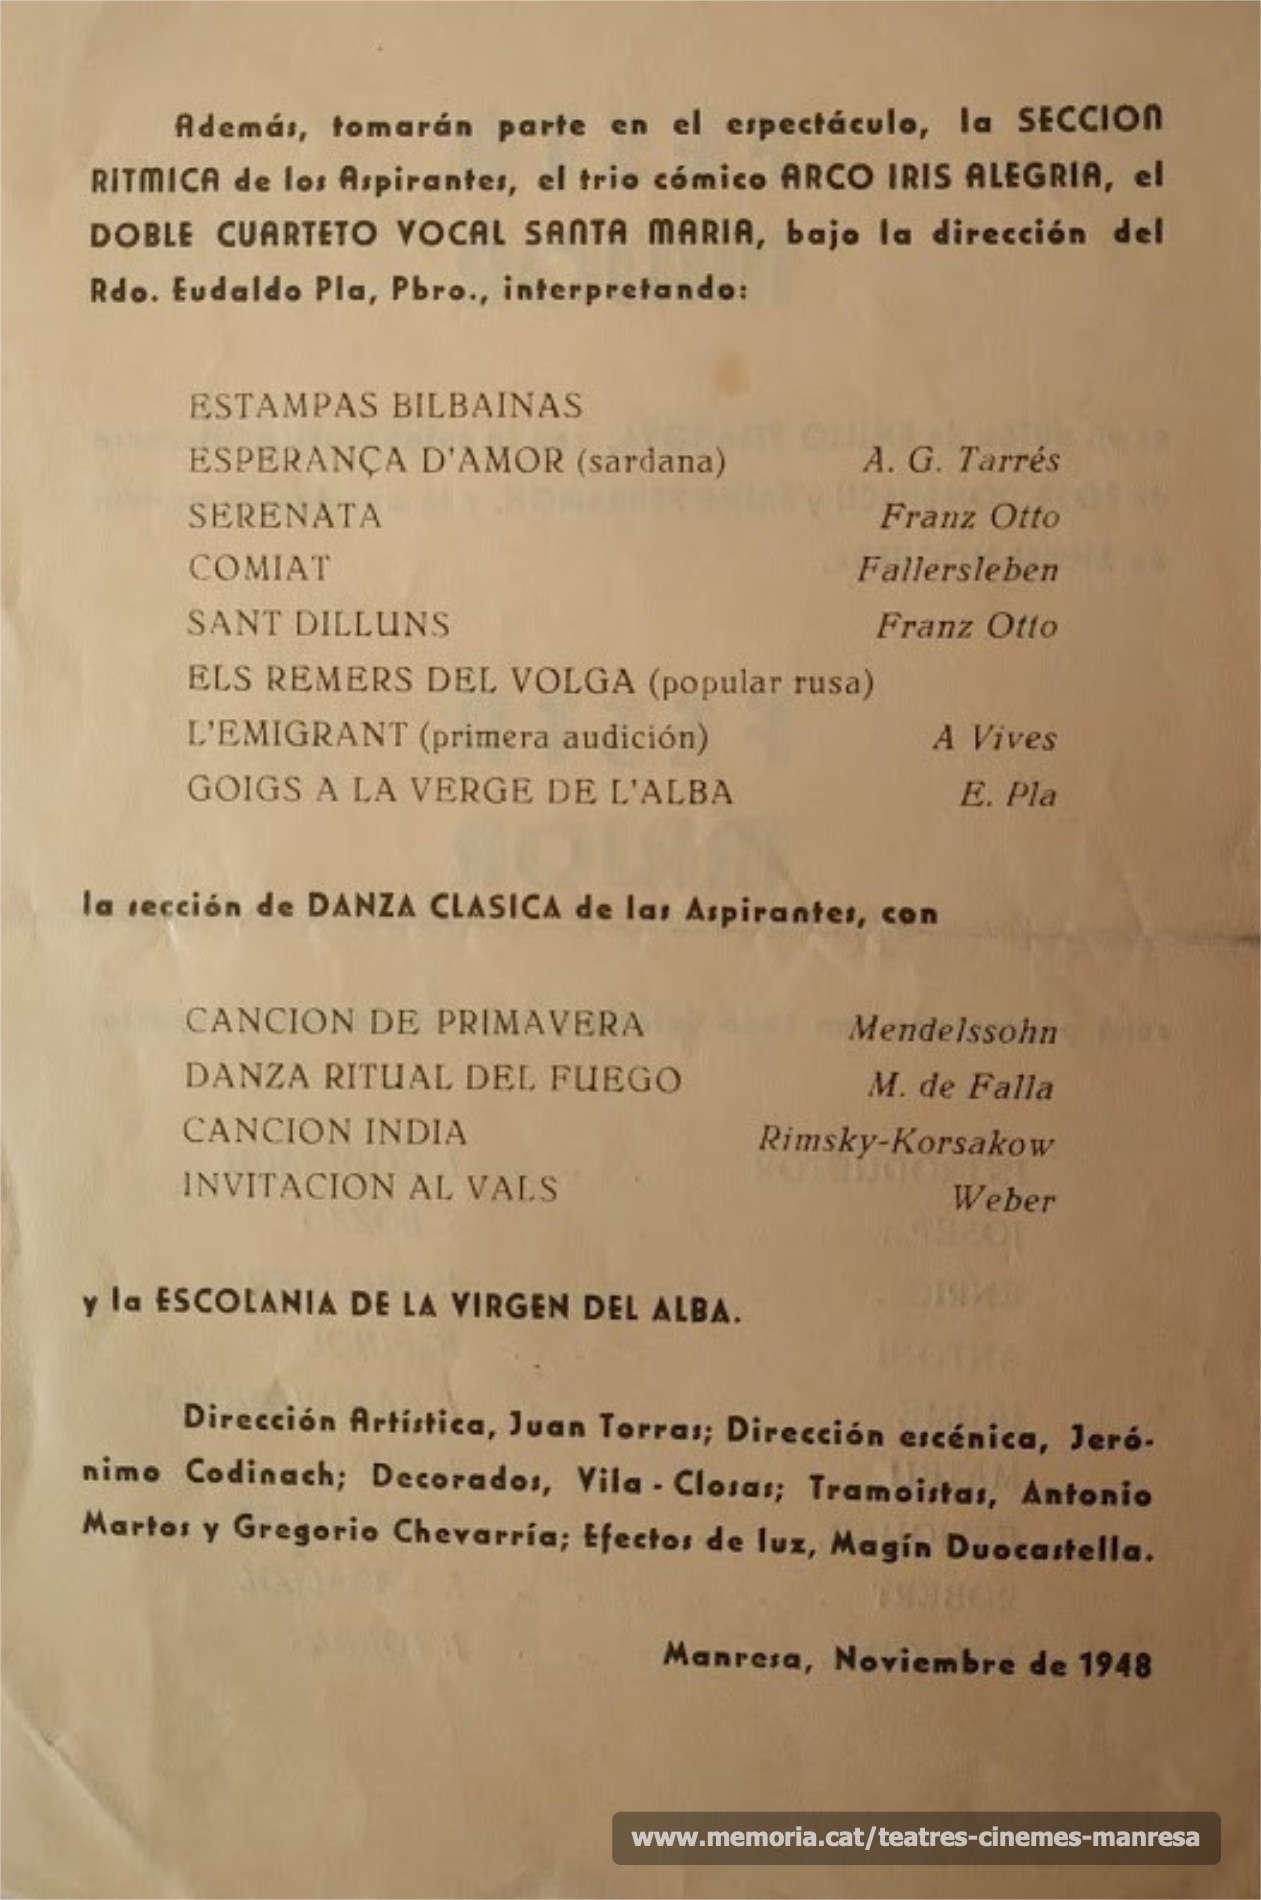 Además, tomarán parte en el espectáculo, la SECCION
RITMICA de los Aspirantes, el trio cómico ARCO IRIS ALEGRIA, el
DOBLE CUARTETO VOCAL SANTA MARIA, bajo la dirección del
Rdo. Eudaldo Pla, Pbro., interpretando:
ESTAMPAS BILBAINAS
ESPERANÇA D'AMOR (sardana) A. G. Tarrés
SERENATA Franz Otto
COMIAT Fallersleben
SANT DILLUNS Franz Otto
ELS REMERS DEL VOLGA (popular rusa)
L'EMIGRANT (primera audición) A Vives
GOIGS A LA VERGE DE L'ALBA E. Pla
la sección de DANZA CLASICA de las Aspirantes, con
CANCION DE PRIMAVERA Mendelssohn
DANZA RITUAL DEL FUEGO M. de Falla
CANCION INDIA Rimsky-Korsakow
INVITACION AL VALS Weber
y la ESCOLANIA DE LA VIRGEN DEL ALBA.
Dirección Artística, Juan Torras; Dirección escénica, Jeró-
nimo Codinach; Decorados, Vila - Closas; Tramoistas, Antonio
Martos y Gregorio Chevarría; Efectos de luz, Magín Duocastella.
Manresa, Noviembre de 1948
www.memoria.cat/teatres-cinemes-manresa